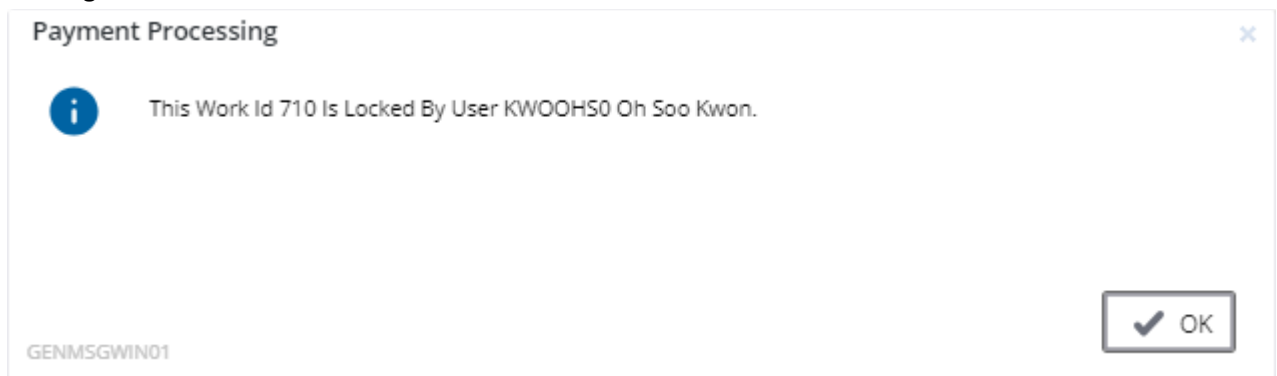 Payment Processing
This Work Id 710 Is Locked By User KWOOHS0 Oh Soo Kwon.
OK
GENMSGWIN01